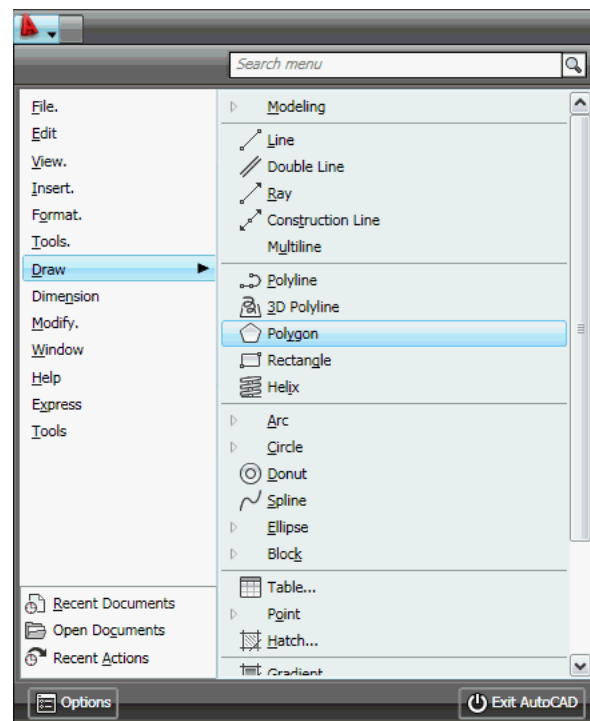 Search menu
File.
Edit
View.
Insert.
Format.
Tools.
Draw
Dimension
Modify.
Window
Help
Express
Tools
Recent Documents
Open Documents
Recent Actions
Modeling
Line
Double Line
Ray
Construction Line
Multiline
Polyline
3D Polyline
Polygon
Rectangle
Helix
Arc
Circle
Donut
Spline
Ellipse
Block
Table...
Point
Hatch...
Gradient
Options
Exit AutoCAD